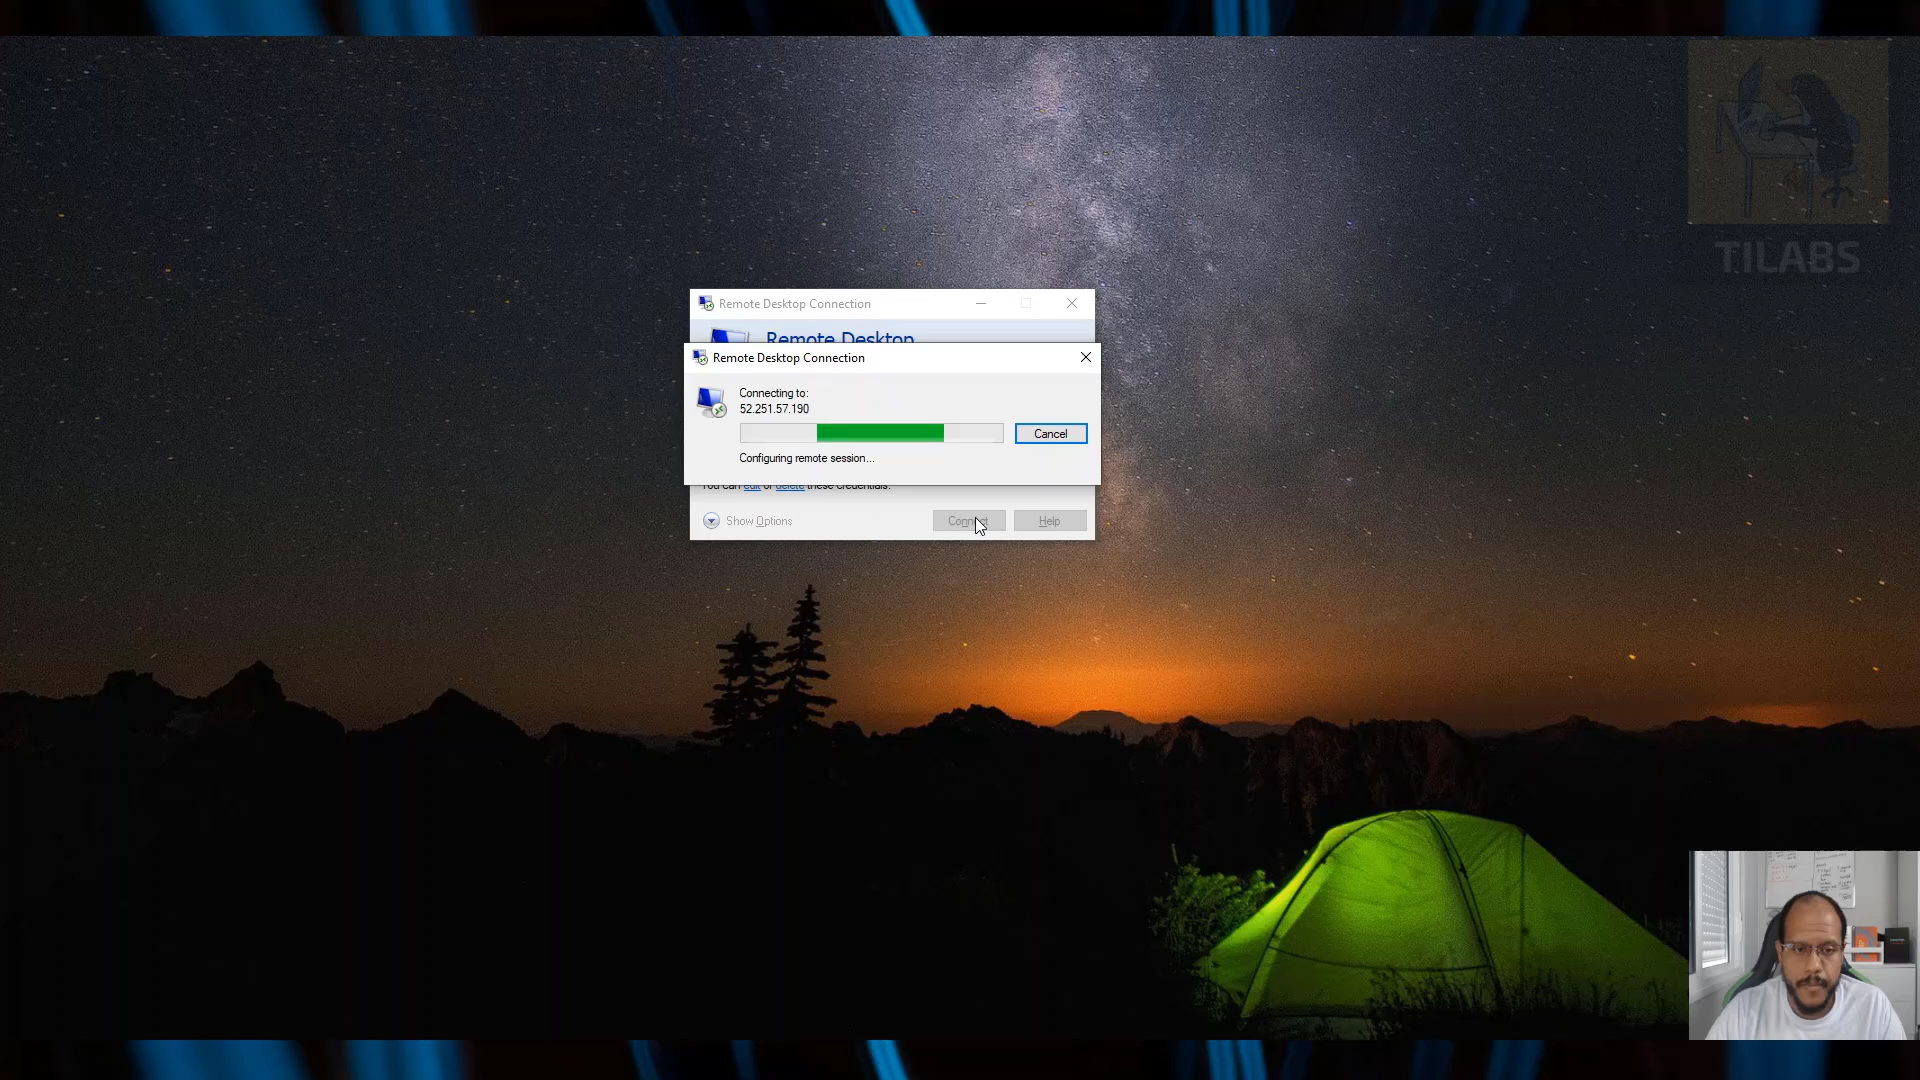 TILABS
Remote Desktop Connection
Remote Desktop
Remote Desktop Connection
Connecting to:
52.251.57.190
Cancel
Configuring remote session...
You can edit or delete these credentials.
Show Options
Connect
Help